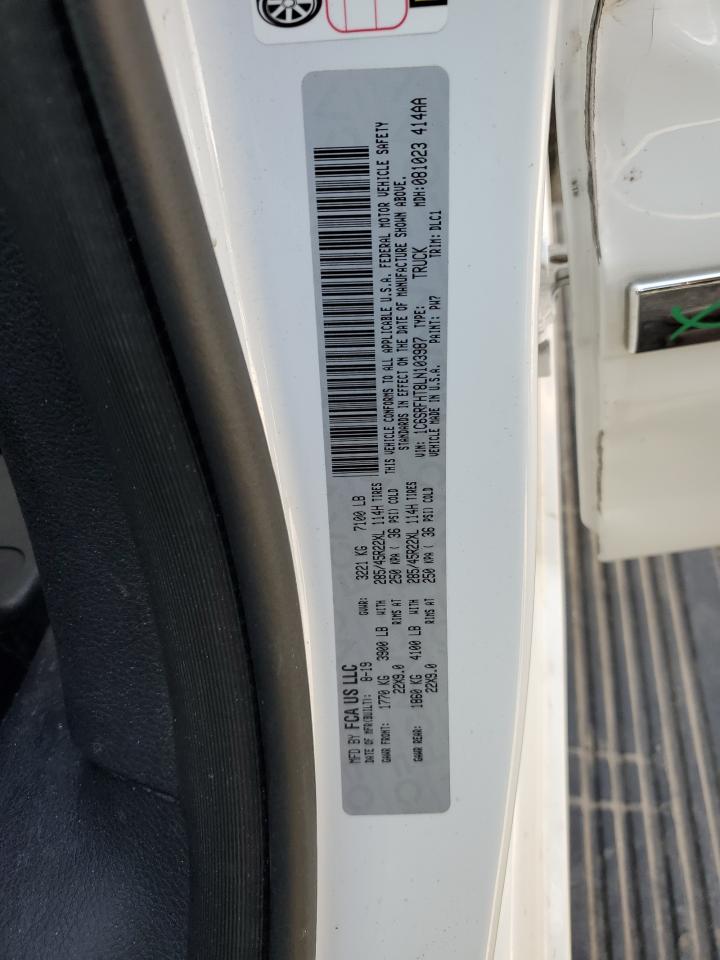 MFD BY FCA US LLC
DATE OF MFR(BUILT): 8-19 GVWR: 3221 KG 7100 LB
GAWR FRONT: 1770 KG 3900 LB WITH 285/45R22XL 114H TIRES
22X9.0 RIMS AT 250 KPA ( 36 PSI) COLD
GAWR REAR: 1860 KG 4100 LB WITH 285/45R22XL 114H TIRES
22X9.0 RIMS AT 250 KPA ( 36 PSI) COLD
THIS VEHICLE CONFORMS TO ALL APPLICABLE U.S.A. FEDERAL MOTOR VEHICLE SAFETY
STANDARDS IN EFFECT ON THE DATE OF MANUFACTURE SHOWN ABOVE.
VIN: 1C6SRFHT8LN103987 TYPE: TRUCK MDH: 081023 414AA
VEHICLE MADE IN U.S.A. PAINT: PW7 TRIM: DLC1